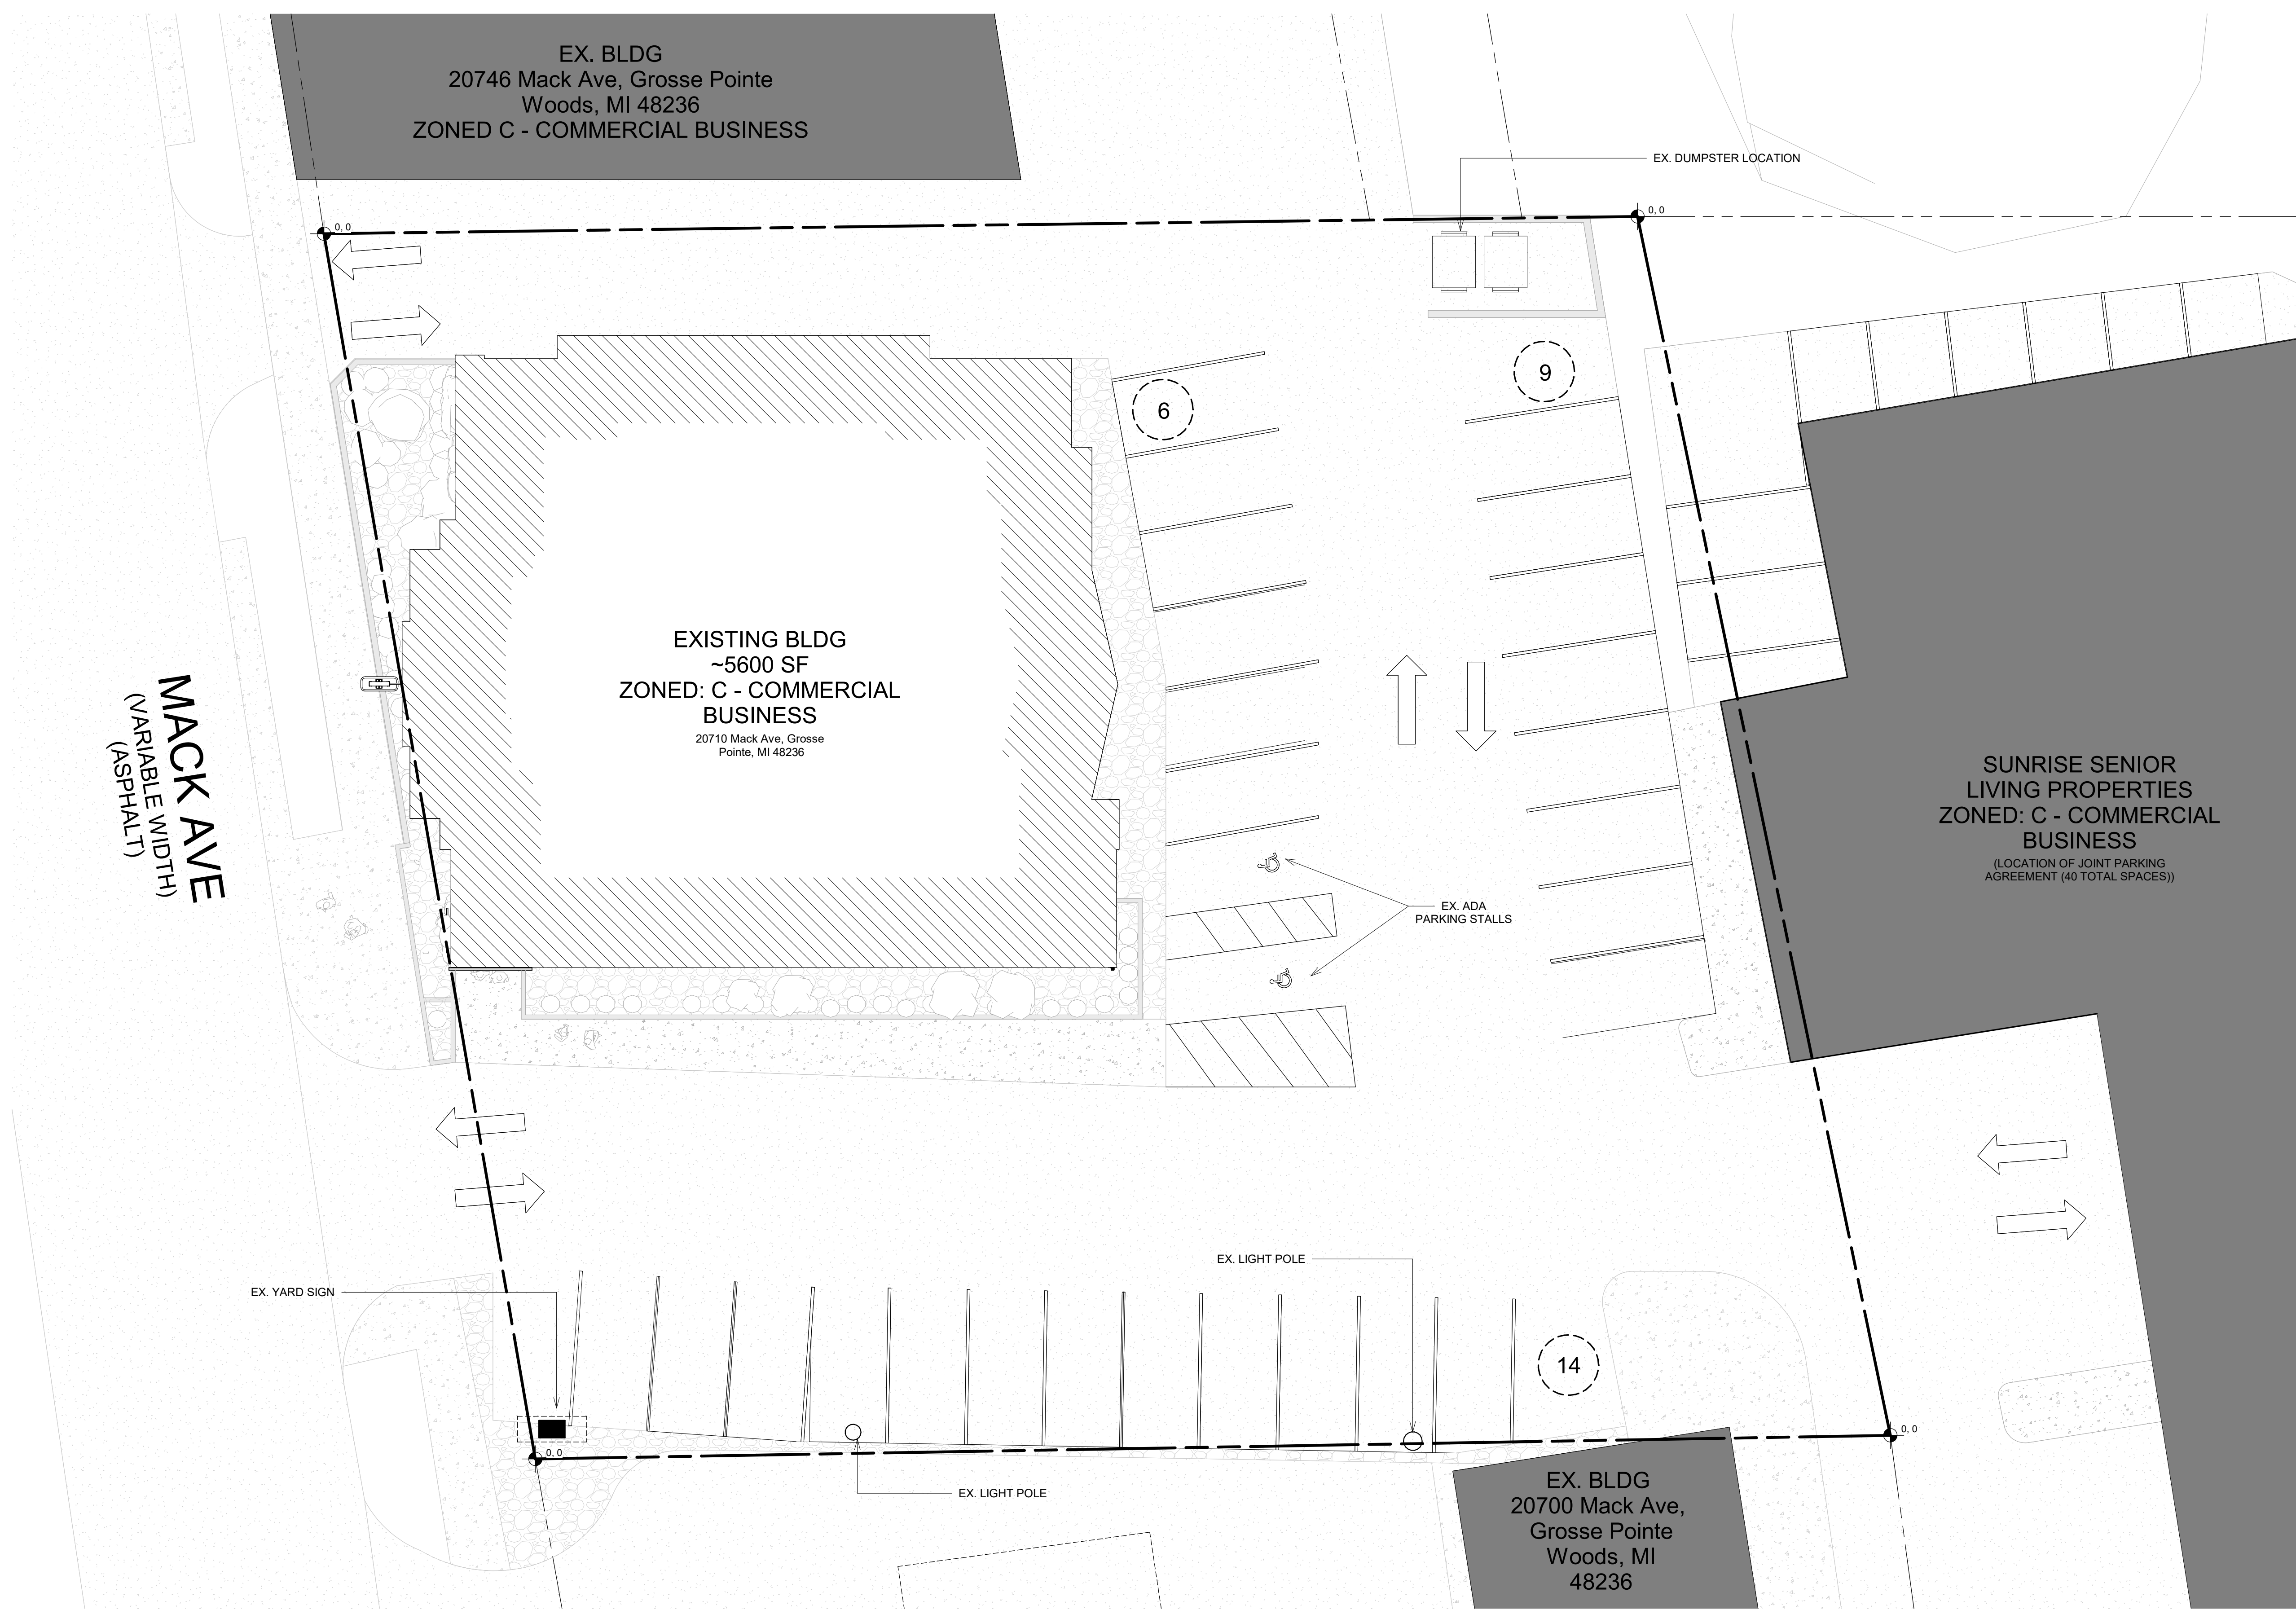 EX. BLDG
20746 Mack Ave, Grosse Pointe
Woods, MI 48236
ZONED C - COMMERCIAL BUSINESS
EX. DUMPSTER LOCATION
0, 0
0, 0
9
6
EXISTING BLDG
~5600 SF
ZONED: C - COMMERCIAL
BUSINESS
20710 Mack Ave, Grosse
Pointe, MI 48236
MACK AVE
(VARIABLE WIDTH)
(ASPHALT)
SUNRISE SENIOR
LIVING PROPERTIES
ZONED: C - COMMERCIAL
BUSINESS
(LOCATION OF JOINT PARKING
AGREEMENT (40 TOTAL SPACES))
EX. ADA
PARKING STALLS
EX. LIGHT POLE
EX. YARD SIGN
14
0, 0
0, 0
EX. LIGHT POLE
EX. BLDG
20700 Mack Ave,
Grosse Pointe
Woods, MI
48236